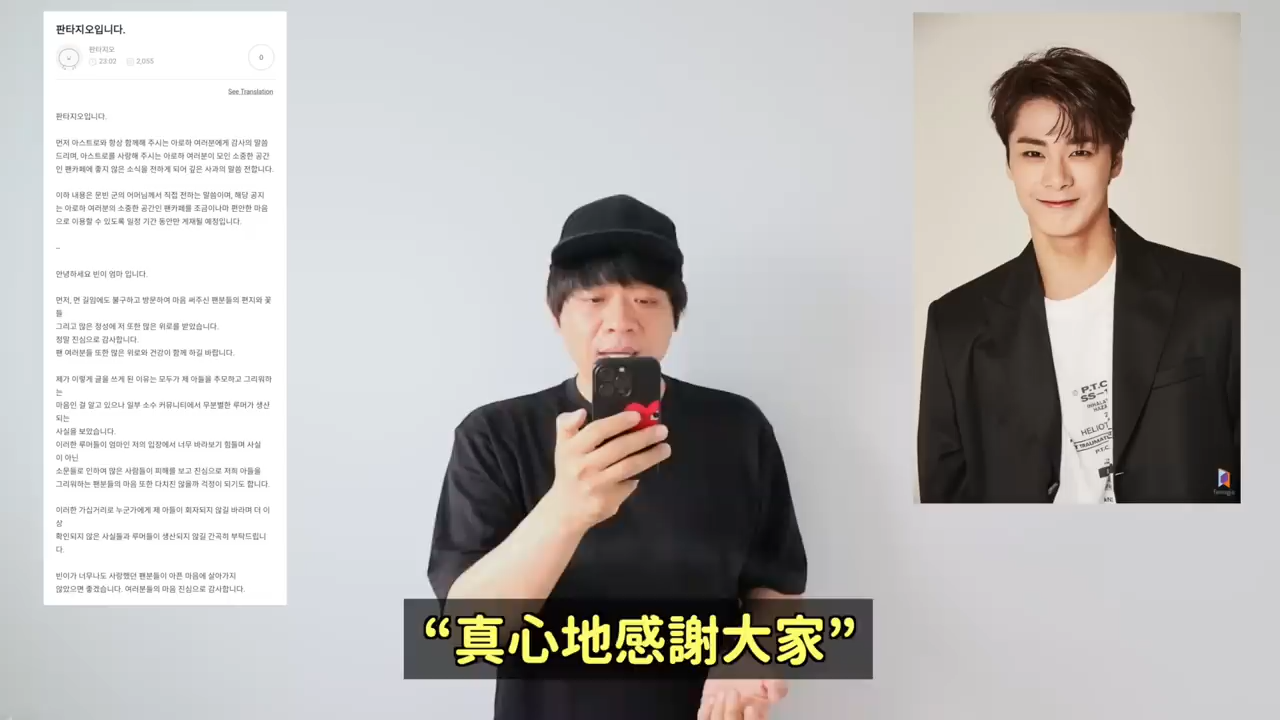 판타지오입니다.
판타지오
23:02 2,055
0
See Translation
판타지오입니다.
먼저 아스트로와 항상 함께해 주시는 아로하 여러분에게 감사의 말씀
드리며, 아스트로를 사랑해 주시는 아로하 여러분이 모인 소중한 공간
인 팬카페에 좋지 않은 소식을 전하게 되어 깊은 사과의 말씀 전합니다.
이하 내용은 문빈 군의 어머님께서 직접 전하는 말씀이며, 해당 공지
는 아로하 여러분의 소중한 공간인 팬카페를 조금이나마 편안한 마음
으로 이용할 수 있도록 일정 기간 동안만 게재될 예정입니다.
–
안녕하세요 빈이 엄마 입니다.
먼저, 먼 길임에도 불구하고 방문하여 마음 써주신 팬분들의 편지와 꽃
들
그리고 많은 정성에 저 또한 많은 위로를 받았습니다.
정말 진심으로 감사합니다.
팬 여러분들 또한 많은 위로와 건강이 함께 하길 바랍니다.
제가 이렇게 글을 쓰게 된 이유는 모두가 제 아들을 추모하고 그리워하
는
마음인 걸 알고 있으나 일부 소수 커뮤니티에서 무분별한 루머가 생산
되는
사실을 보았습니다.
이러한 루머들이 엄마인 저의 입장에서 너무 바라보기 힘들며 사실
이 아닌
소문들로 인하여 많은 사람들이 피해를 보고 진심으로 저희 아들을
그리워하는 팬분들의 마음 또한 다치진 않을까 걱정이 되기도 합니다.
이러한 가십거리로 누군가에게 제 아들이 회자되지 않길 바라며 더 이
상
확인되지 않은 사실들과 루머들이 생산되지 않길 간곡히 부탁드립니
다.
빈이가 너무나도 사랑했던 팬분들이 아픈 마음에 살아가지
않았으면 좋겠습니다. 여러분들의 마음 진심으로 감사합니다.
P.T.C
SS-
HELIOT
TRAUMATI
P.T.C.
fantagio
“真心地感謝大家”